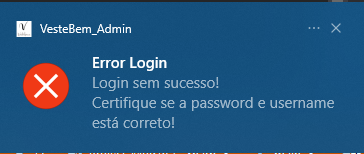 VesteBem_Admin
Error Login
Login sem sucesso!
Certifique se a password e username
está correto!